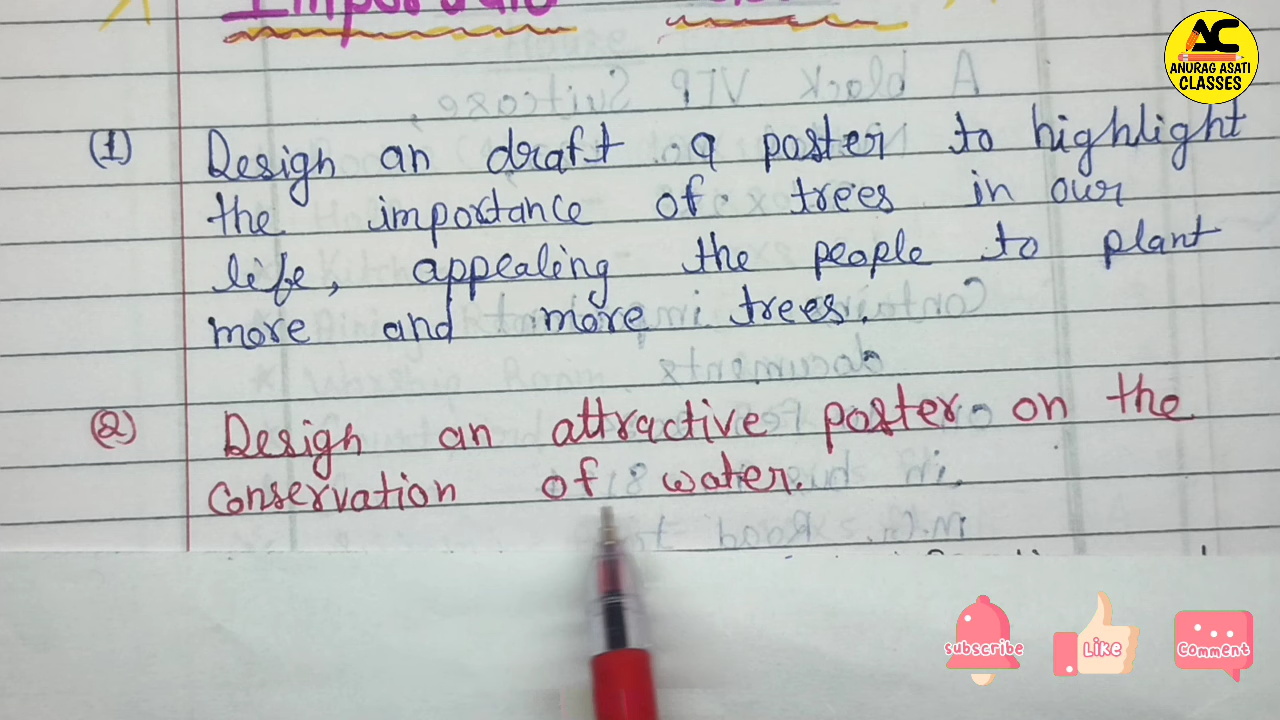 AC
ANURAG ASATI
CLASSES
(1) Design an draft a poster to highlight
the importance of trees in our
life, appealing the people to plant
more and more trees.
(2) Design an attractive poster on the
conservation of water.
subscribe
Like
Comment